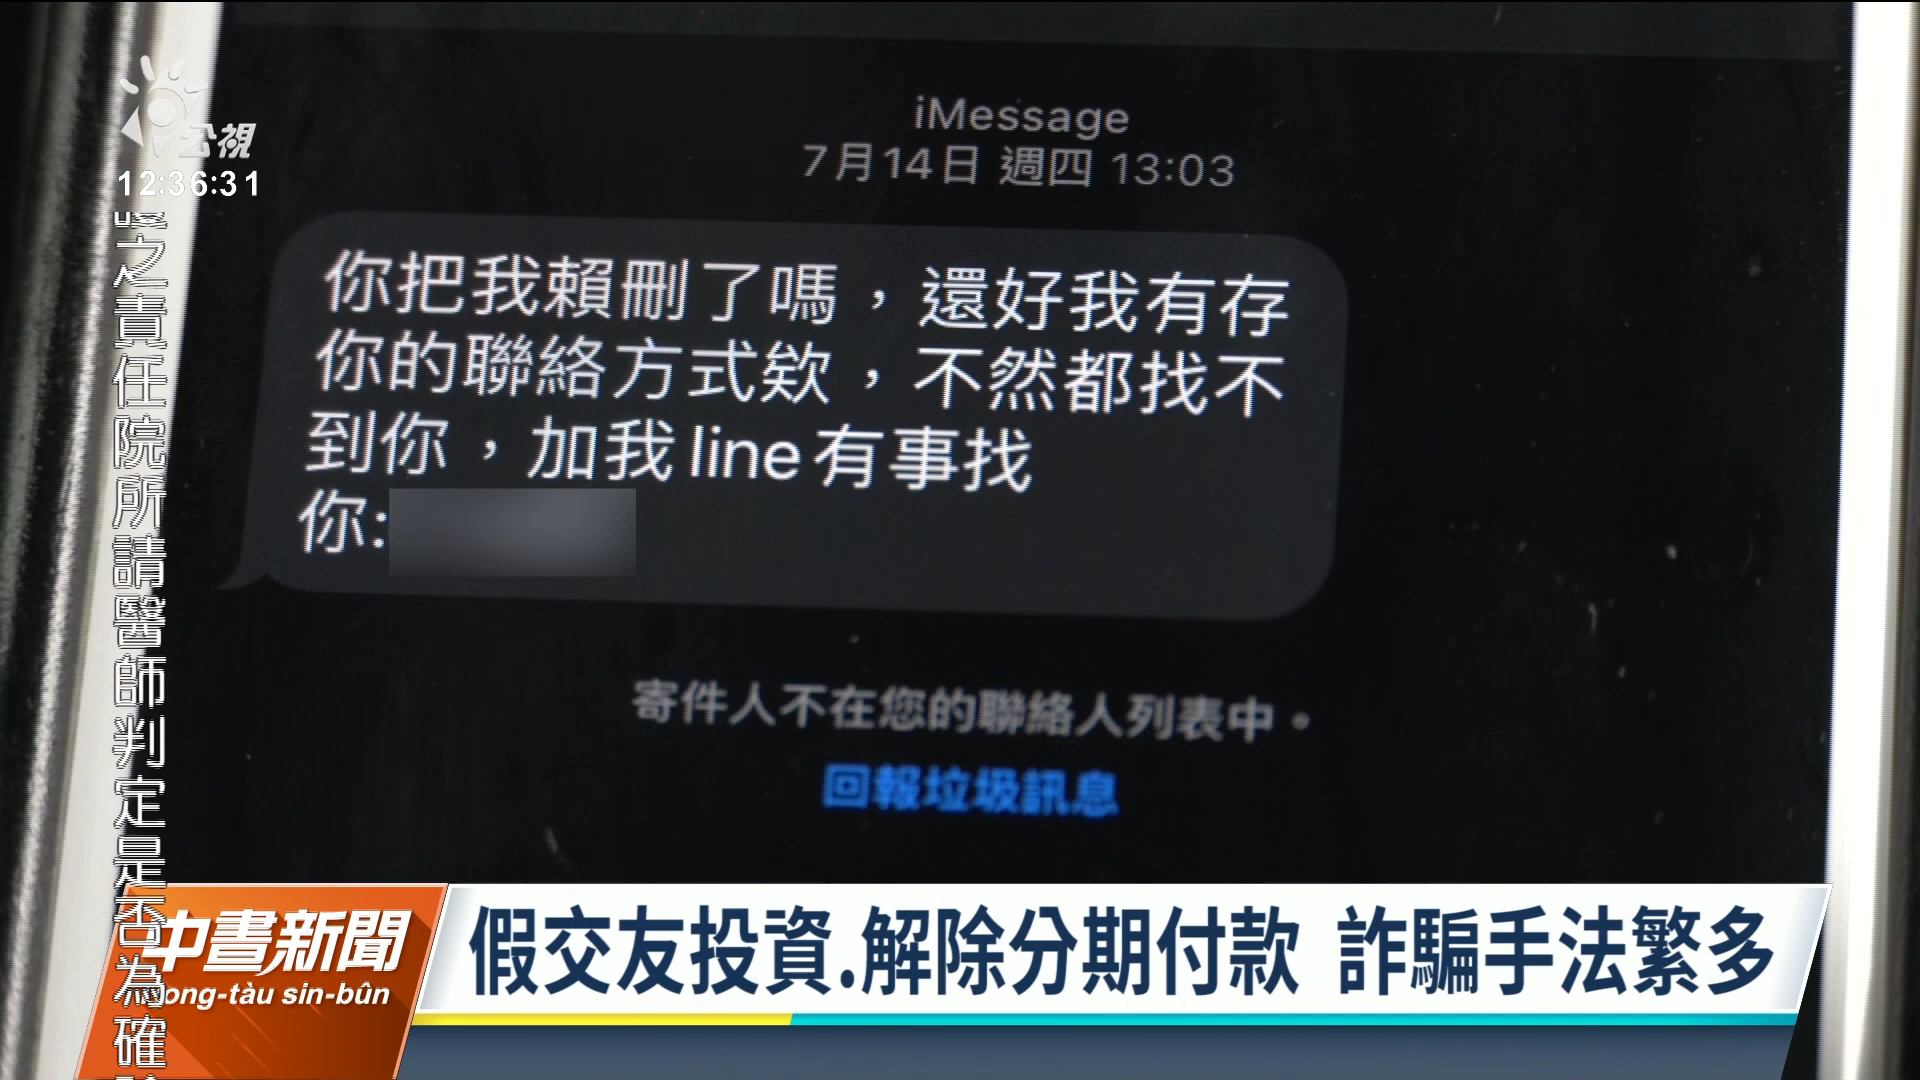 公視
12:36:31
iMessage
7月14日 週四 13:03
你把我賴刪了嗎，還好我有存
你的聯絡方式欸，不然都找不
到你，加我line有事找
你:
寄件人不在您的聯絡人列表中。
回報垃圾訊息
之責任院所請醫師判定是否為確
中晝新聞
ong-tàu sin-bûn
假交友投資.解除分期付款 詐騙手法繁多